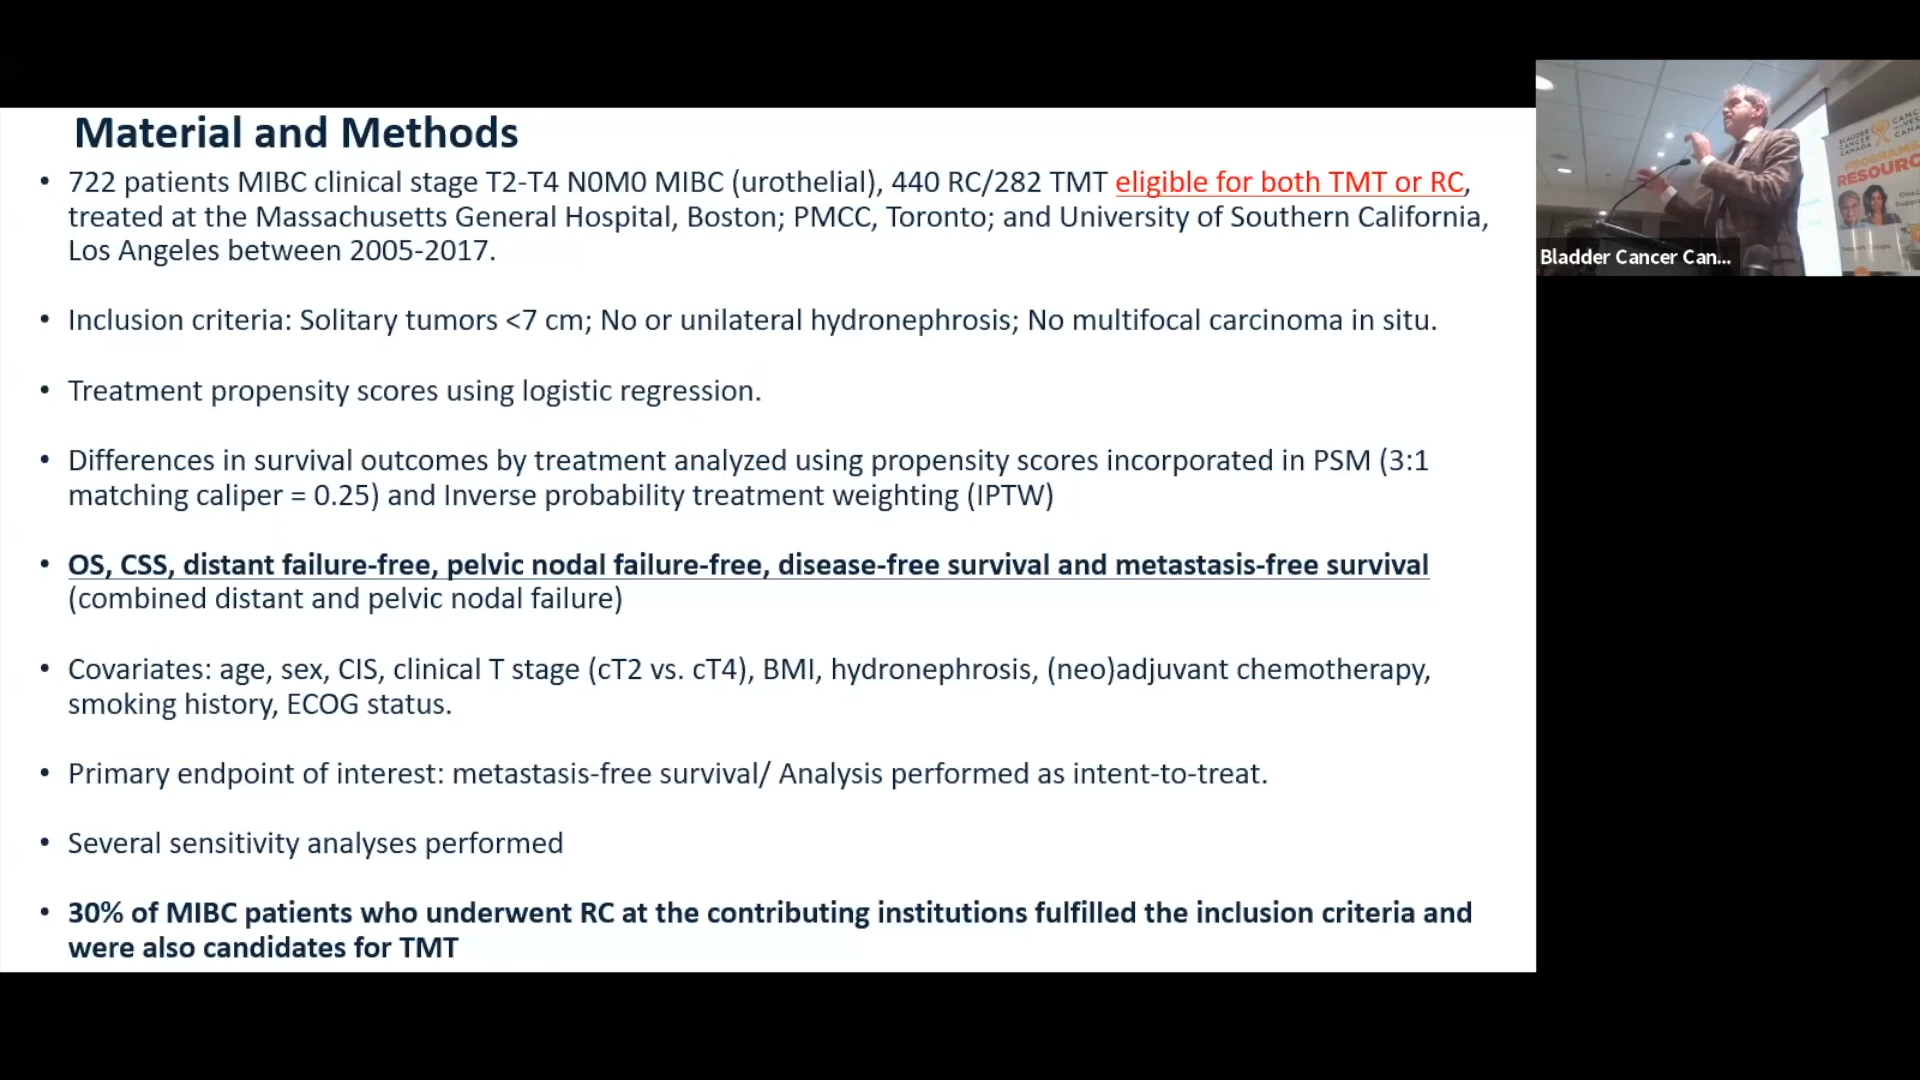 Material and Methods
• 722 patients MIBC clinical stage T2-T4 N0M0 MIBC (urothelial), 440 RC/282 TMT eligible for both TMT or RC,
treated at the Massachusetts General Hospital, Boston; PMCC, Toronto; and University of Southern California,
Los Angeles between 2005-2017.
• Inclusion criteria: Solitary tumors <7 cm; No or unilateral hydronephrosis; No multifocal carcinoma in situ.
• Treatment propensity scores using logistic regression.
• Differences in survival outcomes by treatment analyzed using propensity scores incorporated in PSM (3:1
matching caliper = 0.25) and Inverse probability treatment weighting (IPTW)
• OS, CSS, distant failure-free, pelvic nodal failure-free, disease-free survival and metastasis-free survival
(combined distant and pelvic nodal failure)
• Covariates: age, sex, CIS, clinical T stage (cT2 vs. cT4), BMI, hydronephrosis, (neo)adjuvant chemotherapy,
smoking history, ECOG status.
• Primary endpoint of interest: metastasis-free survival/ Analysis performed as intent-to-treat.
• Several sensitivity analyses performed
• 30% of MIBC patients who underwent RC at the contributing institutions fulfilled the inclusion criteria and
were also candidates for TMT
BLADDER
CANCER
CANADA
Bladder Cancer Can...